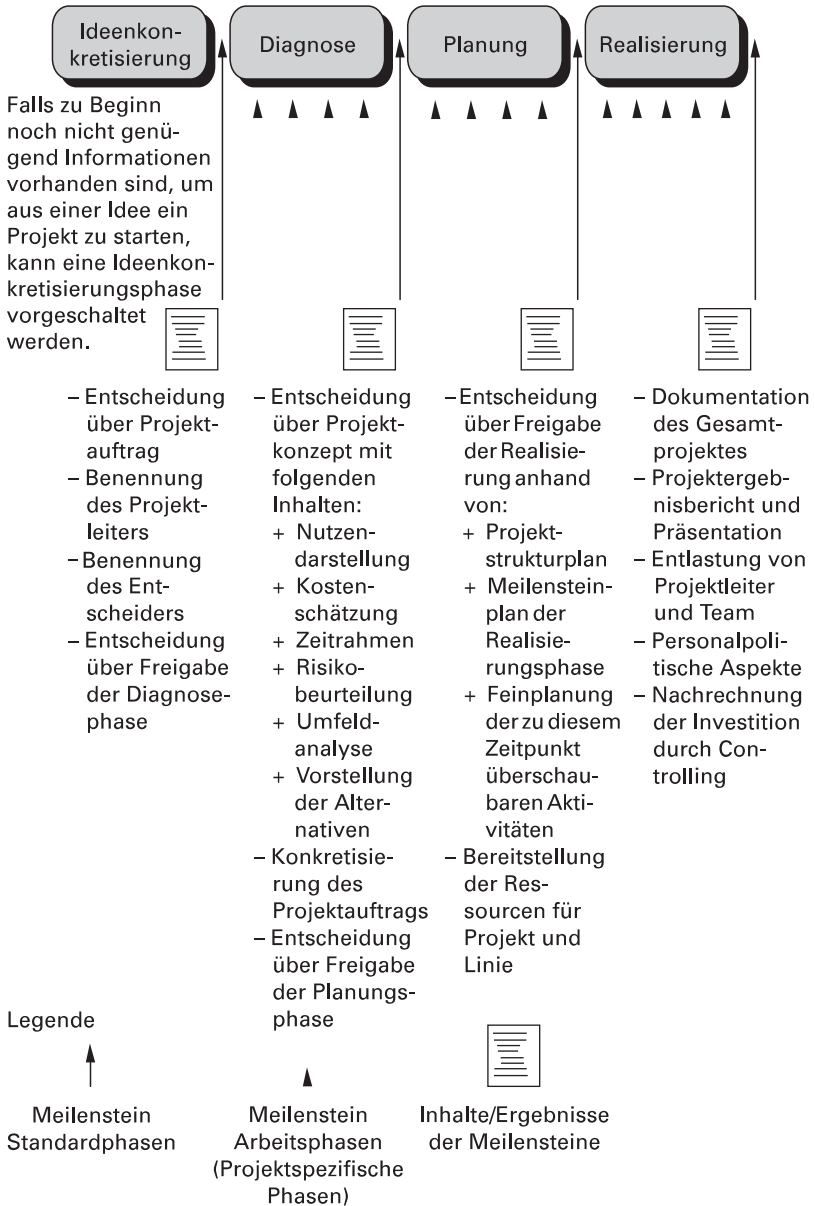 Ideenkon-
kretisierung
Diagnose
Planung
Realisierung
Falls zu Beginn
noch nicht genü-
gend Informationen
vorhanden sind, um
aus einer Idee ein
Projekt zu starten,
kann eine Ideenkon-
kretisierungsphase
vorgeschaltet
werden.
– Entscheidung
über Projekt-
auftrag
– Benennung
des Projekt-
leiters
– Benennung
des Ent-
scheiders
– Entscheidung
über Freigabe
der Diagnose-
phase
– Entscheidung
über Projekt-
konzept mit
folgenden
Inhalten:
+ Nutzen-
darstellung
+ Kosten-
schätzung
+ Zeitrahmen
+ Risiko-
beurteilung
+ Umfeld-
analyse
+ Vorstellung
der Alter-
nativen
– Konkretisie-
rung des
Projektauftrags
– Entscheidung
über Freigabe
der Planungs-
phase
– Entscheidung
über Freigabe
der Realisie-
rung anhand
von:
+ Projekt-
strukturplan
+ Meilenstein-
plan der
Realisie-
rungsphase
+ Feinplanung
der zu diesem
Zeitpunkt
überschau-
baren Akti-
vitäten
– Bereitstellung
der Res-
sourcen für
Projekt und
Linie
– Dokumentation
des Gesamt-
projektes
– Projektergeb-
nisbericht und
Präsentation
– Entlastung von
Projektleiter
und Team
– Personalpoli-
tische Aspekte
– Nachrechnung
der Investition
durch Con-
trolling
Legende
Meilenstein
Standardphasen
Meilenstein
Arbeitsphasen
(Projektspezifische
Phasen)
Inhalte/Ergebnisse
der Meilensteine